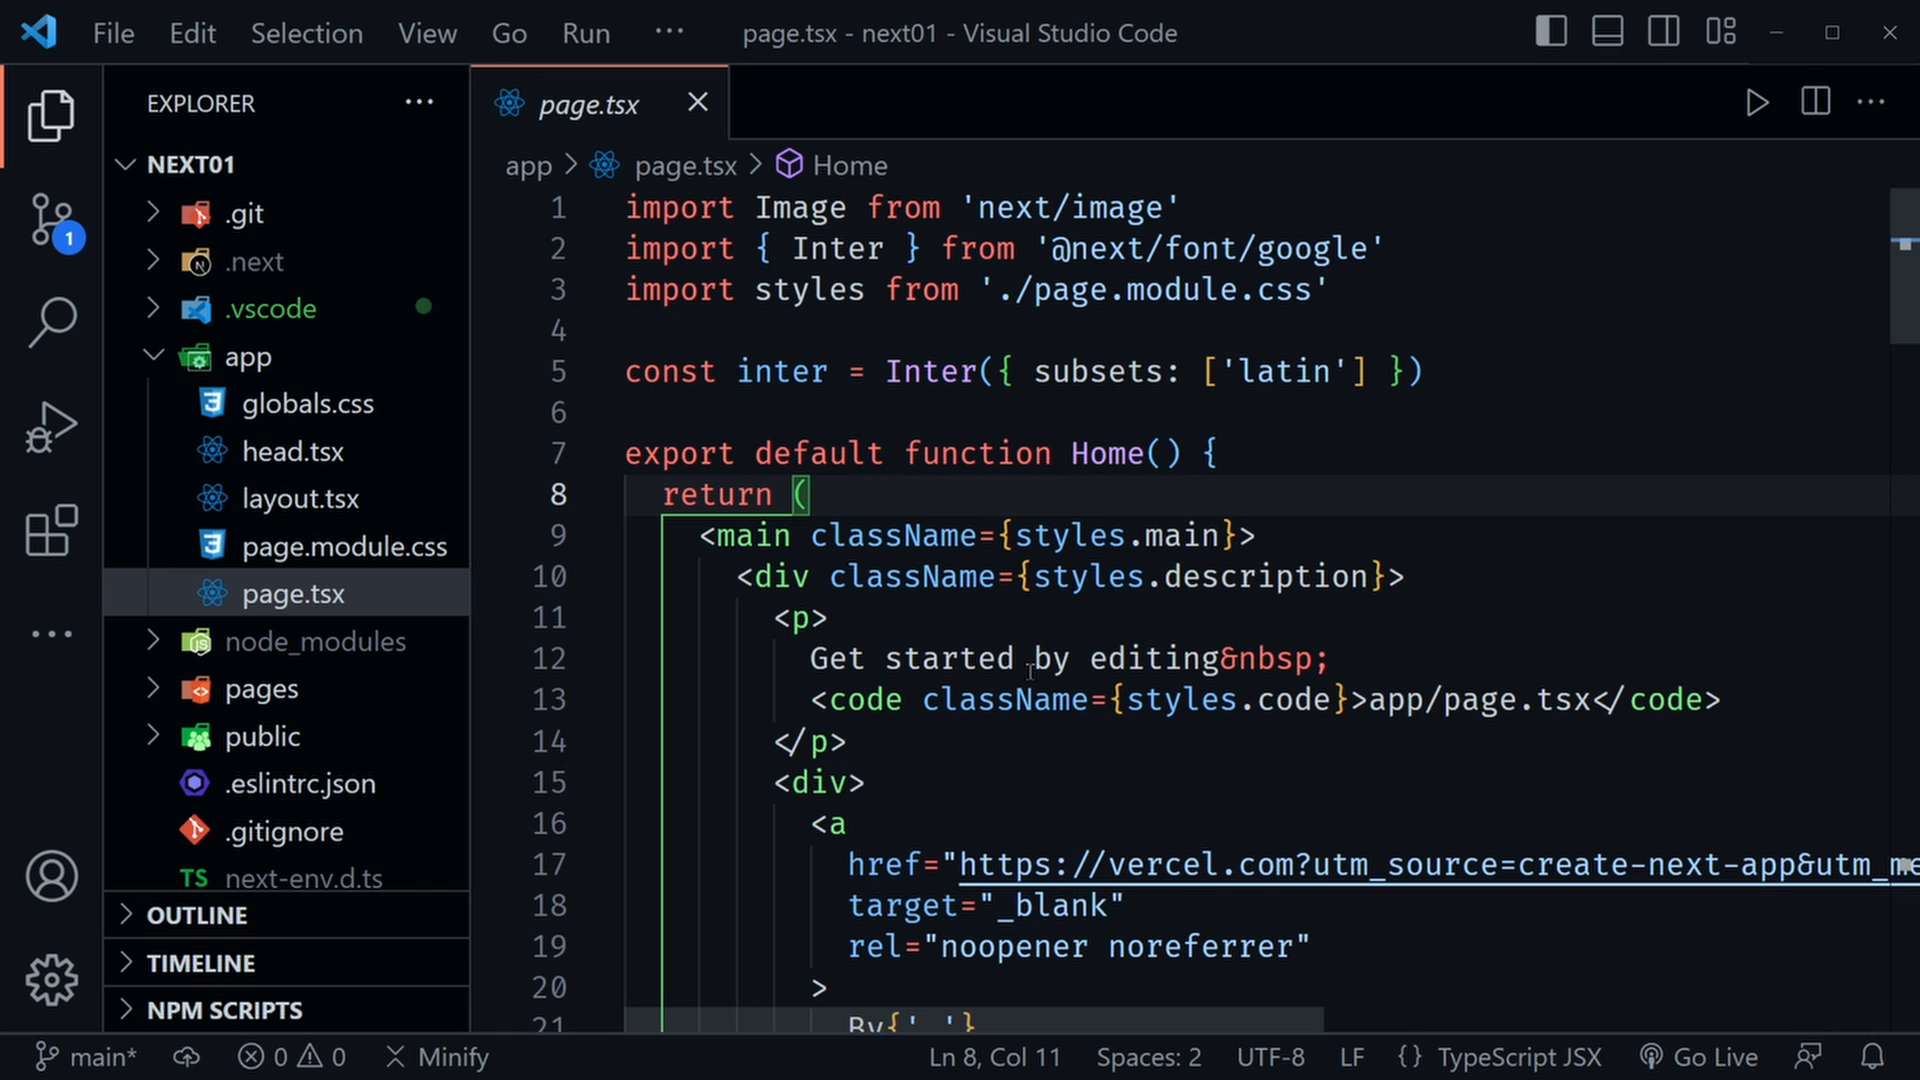 File Edit Selection View Go Run ··· page.tsx - next01 - Visual Studio Code
EXPLORER ···
NEXT01
.git
.next
.vscode
app
globals.css
head.tsx
layout.tsx
page.module.css
page.tsx
node_modules
pages
public
.eslintrc.json
.gitignore
TS next-env.d.ts
OUTLINE
TIMELINE
NPM SCRIPTS
1
page.tsx
app > page.tsx > Home
1 import Image from 'next/image'
2 import { Inter } from '@next/font/google'
3 import styles from './page.module.css'
4
5 const inter = Inter({ subsets: ['latin'] })
6
7 export default function Home() {
8 return (
9 <main className={styles.main}>
10 <div className={styles.description}>
11 <p>
12 Get started by editing&nbsp;
13 <code className={styles.code}>app/page.tsx</code>
14 </p>
15 <div>
16 <a
17 href="https://vercel.com?utm_source=create-next-app&utm_me
18 target="_blank"
19 rel="noopener noreferrer"
20 >
21 By{' '}
main* 0 0 Minify Ln 8, Col 11 Spaces: 2 UTF-8 LF {} TypeScript JSX Go Live